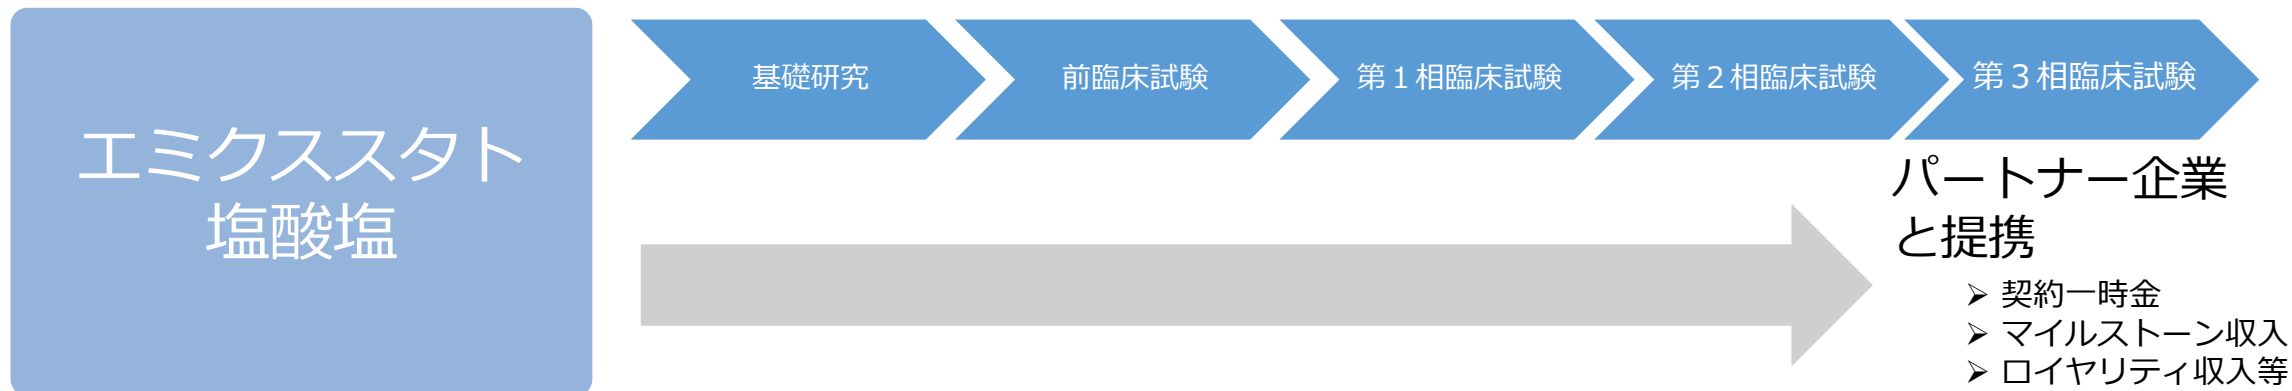 エミクススタト
塩酸塩
基礎研究
前臨床試験
第１相臨床試験
第２相臨床試験
第３相臨床試験
パートナー企業
と提携
➢ 契約一時金
➢ マイルストーン収入
➢ ロイヤリティ収入等